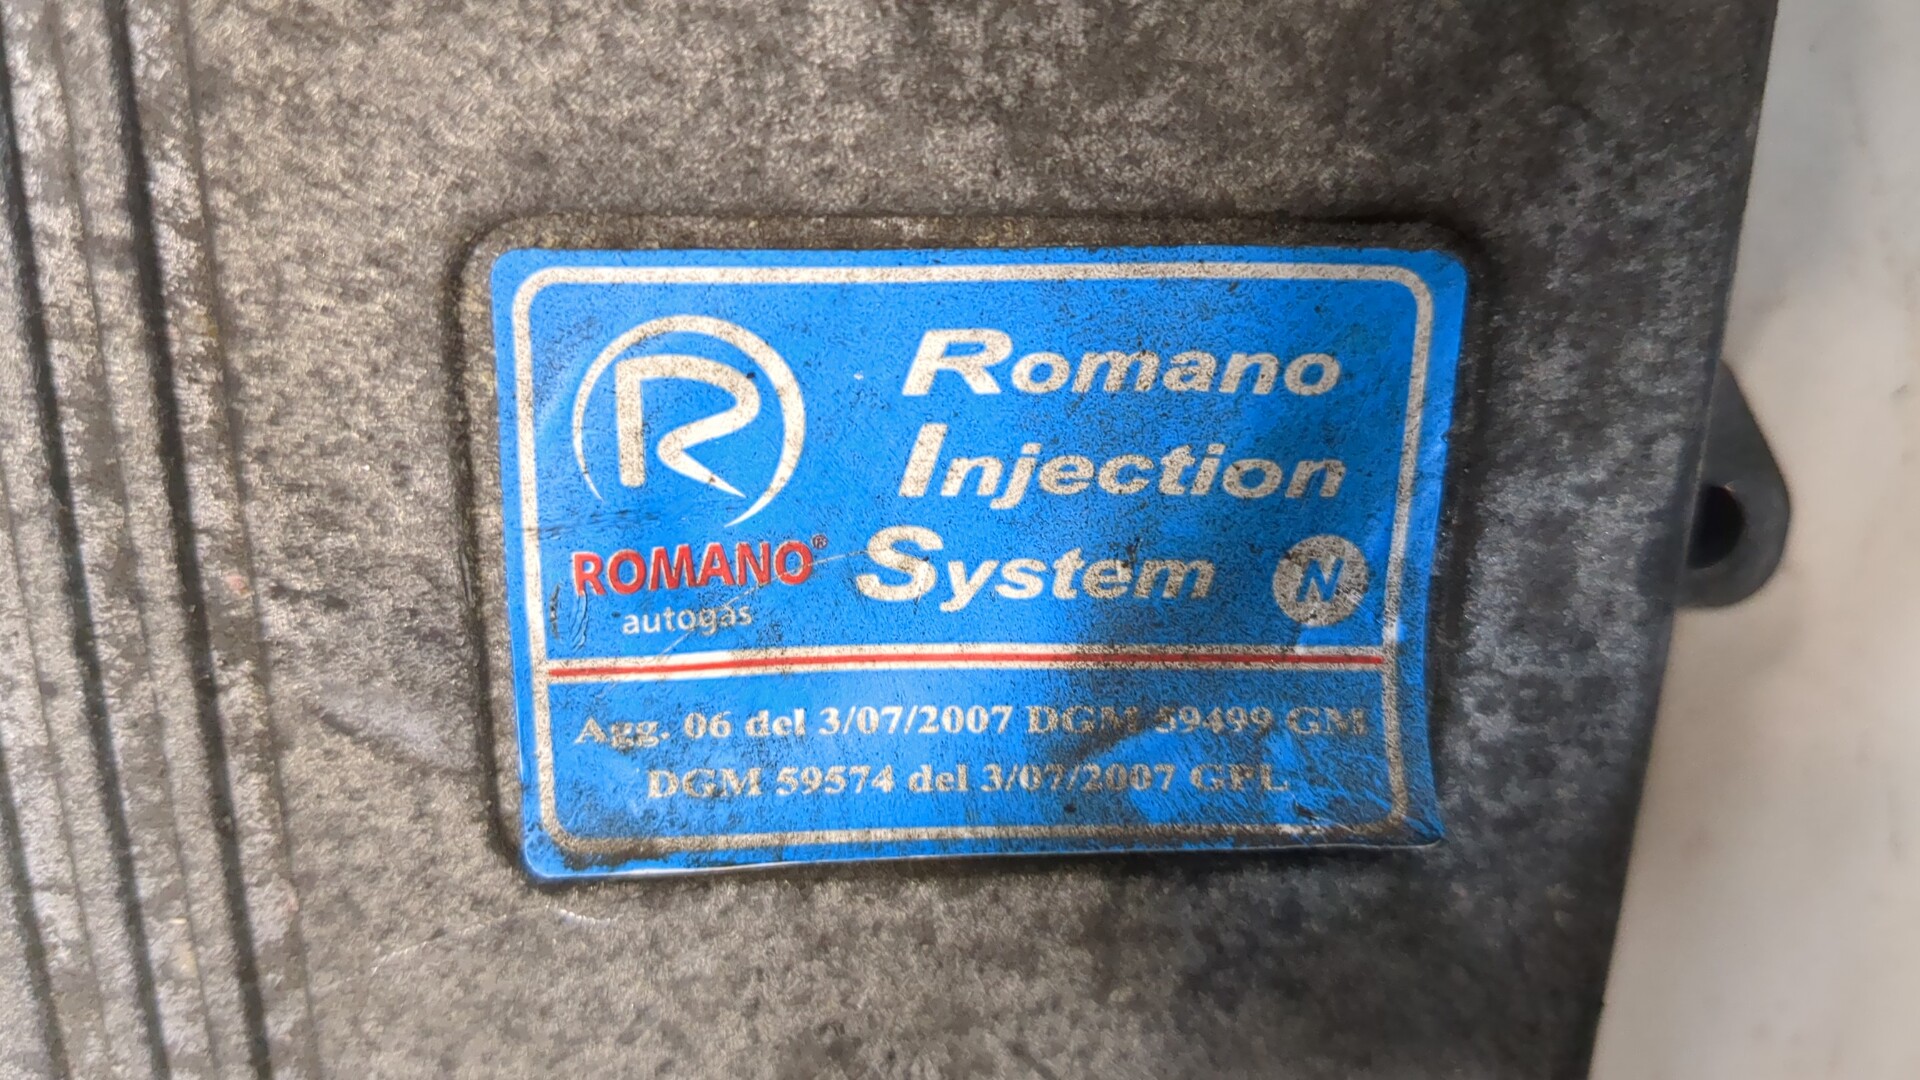 R
ROMANO®
autogas
Romano
Injection
System N
Agg. 06 del 3/07/2007 DGM 59499 GM
DGM 59574 del 3/07/2007 GPL